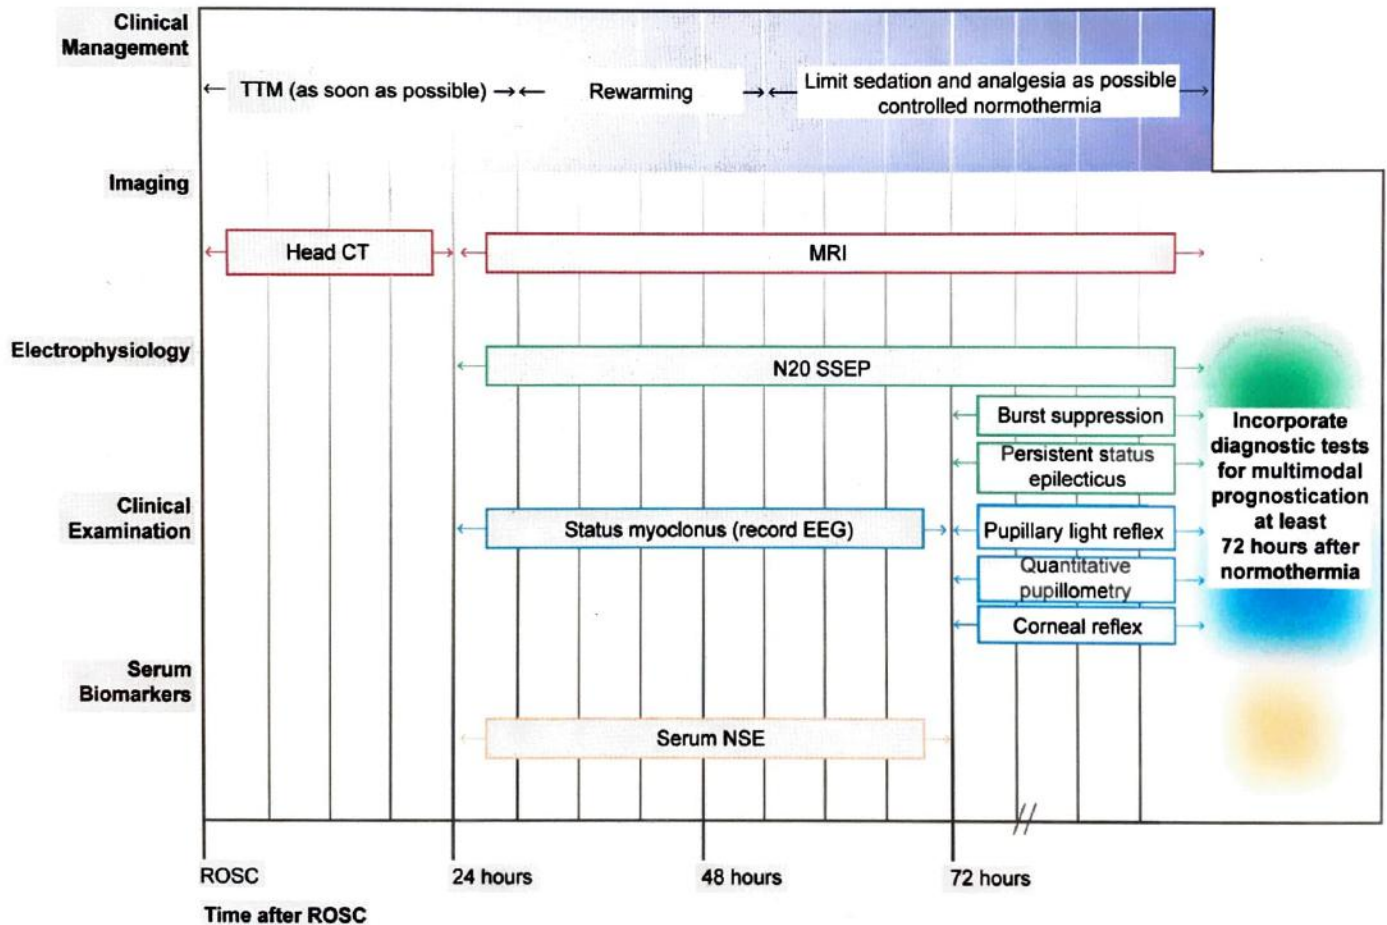 Clinical
Management
TTM (as soon as possible)
Rewarming
Limit sedation and analgesia as possible
controlled normothermia
Imaging
Head CT
MRI
Electrophysiology
N20 SSEP
Burst suppression
Persistent status
epilecticus
Clinical
Examination
Status myoclonus (record EEG)
Pupillary light reflex
Quantitative
pupillometry
Corneal reflex
Incorporate
diagnostic tests
for multimodal
prognostication
at least
72 hours after
normothermia
Serum
Biomarkers
Serum NSE
ROSC
24 hours
48 hours
72 hours
Time after ROSC